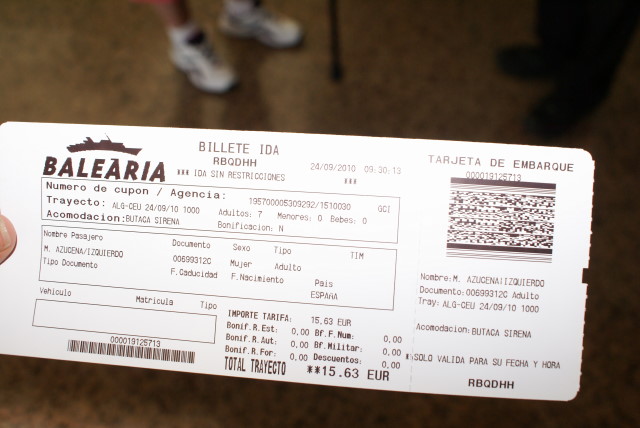 BALEÀRIA
BILLETE IDA
RBQDHH
*** IDA SIN RESTRICCIONES ***
24/09/2010 09:30:13
Numero de cupon / Agencia: 195700005309292/1510030 GCI
Trayecto: ALG-CEU 24/09/10 1000 Adultos: 7 Menores: 0 Bebes: 0
Acomodacion: BUTACA SIRENA Bonificacion: N
Nombre Pasajero Documento Sexo Tipo TIM
M. AZUCENA/IZQUIERDO 00699312C Mujer Adulto
Tipo Documento F.Caducidad F.Nacimiento Pais
ESPAÑA
Vehiculo Matricula Tipo
000019125713
IMPORTE TARIFA: 15,63 EUR
Bonif.R.Est: 0,00 Bf.F.Num: 0,00
Bonif.R.Aut: 0,00 Bf.Militar: 0,00
Bonif.R.For: 0,00 Descuentos: 0,00
TOTAL TRAYECTO **15.63 EUR
TARJETA DE EMBARQUE
000019125713
Nombre: M. AZUCENA|IZQUIERDO
Documento: 00699312C Adulto
Tray: ALG-CEU 24/09/10 1000
Acomodacion: BUTACA SIRENA
SOLO VALIDA PARA SU FECHA Y HORA
RBQDHH